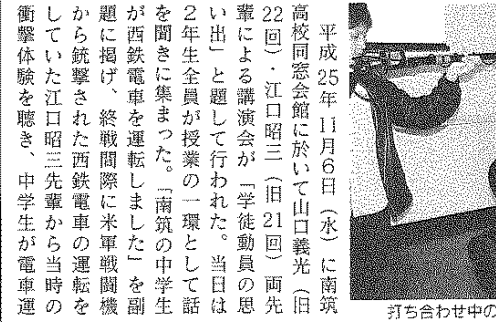 平成25年11月6日（水）に南筑
高校同窓会館に於いて山口義光（旧
22回）・江口昭三（旧21回）両先
輩による講演会が「学徒動員の思
い出」と題して行われた。当日は
2年生全員が授業の一環として話
を聞きに集まった。「南筑の中学生
が西鉄電車を運転しました」を副
題に掲げ、終戦間際に米軍戦闘機
から銃撃された西鉄電車の運転を
していた江口昭三先輩から当時の
衝撃体験を聴き、中学生が電車運
打ち合わせ中の